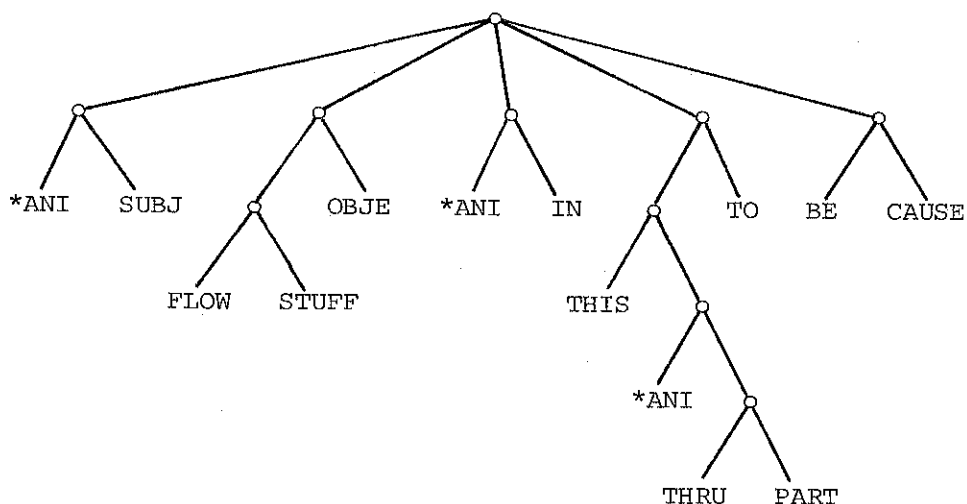 *ANI SUBJ OBJE *ANI IN TO BE CAUSE
FLOW STUFF THIS
*ANI
THRU PART